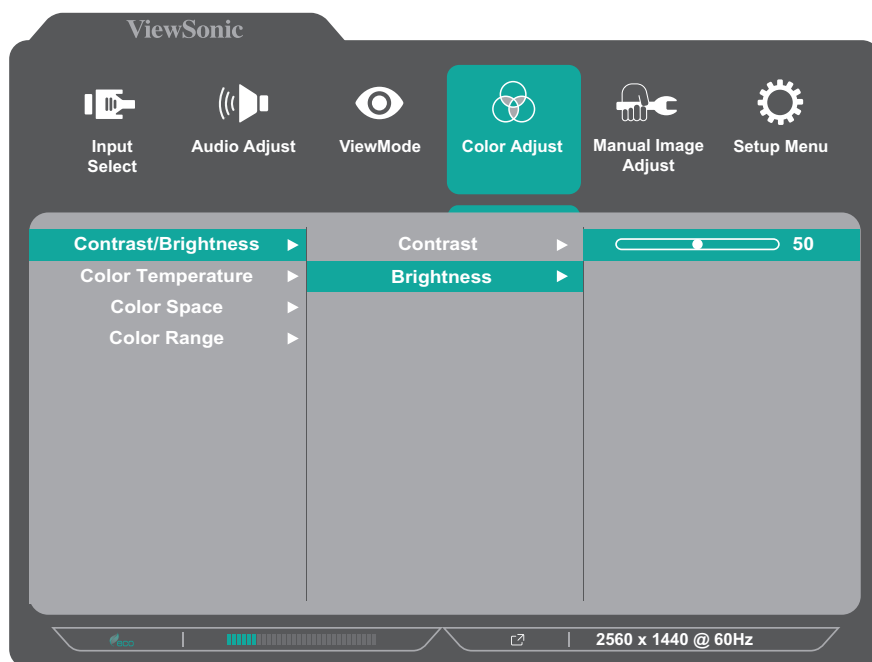 ViewSonic
Input
Select
Audio Adjust
ViewMode
Color Adjust
Manual Image
Adjust
Setup Menu
Contrast/Brightness
Contrast
50
Color Temperature
Brightness
Color Space
Color Range
eco
2560 x 1440 @ 60Hz